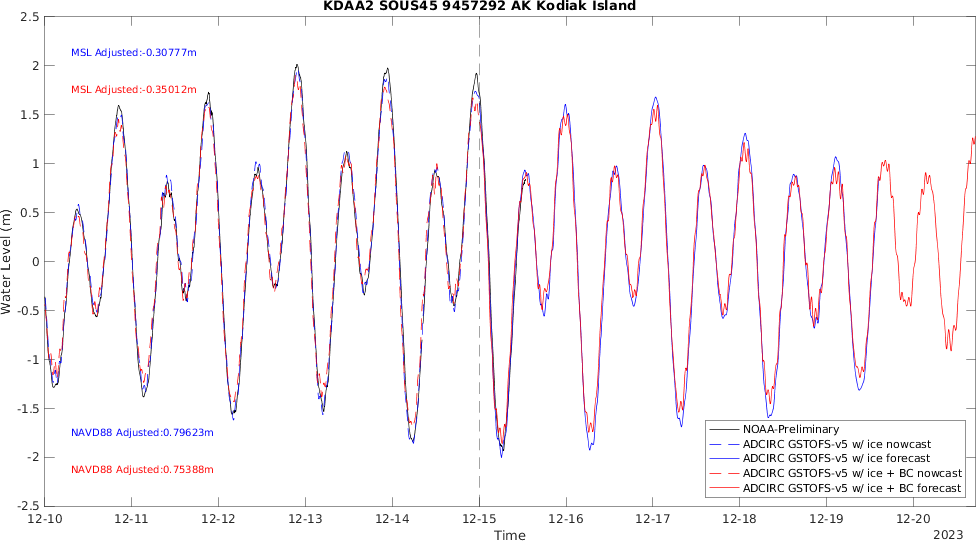 KDAA2 SOUS45 9457292 AK Kodiak Island
MSL Adjusted:-0.30777m
MSL Adjusted:-0.35012m
NAVD88 Adjusted:0.79623m
NAVD88 Adjusted:0.75388m
Water Level (m)
2.5
2
1.5
1
0.5
0
-0.5
-1
-1.5
-2
-2.5
NOAA-Preliminary
ADCIRC GSTOFS-v5 w/ ice nowcast
ADCIRC GSTOFS-v5 w/ ice forecast
ADCIRC GSTOFS-v5 w/ ice + BC nowcast
ADCIRC GSTOFS-v5 w/ ice + BC forecast
12-10 12-11 12-12 12-13 12-14 12-15 12-16 12-17 12-18 12-19 12-20
Time
2023